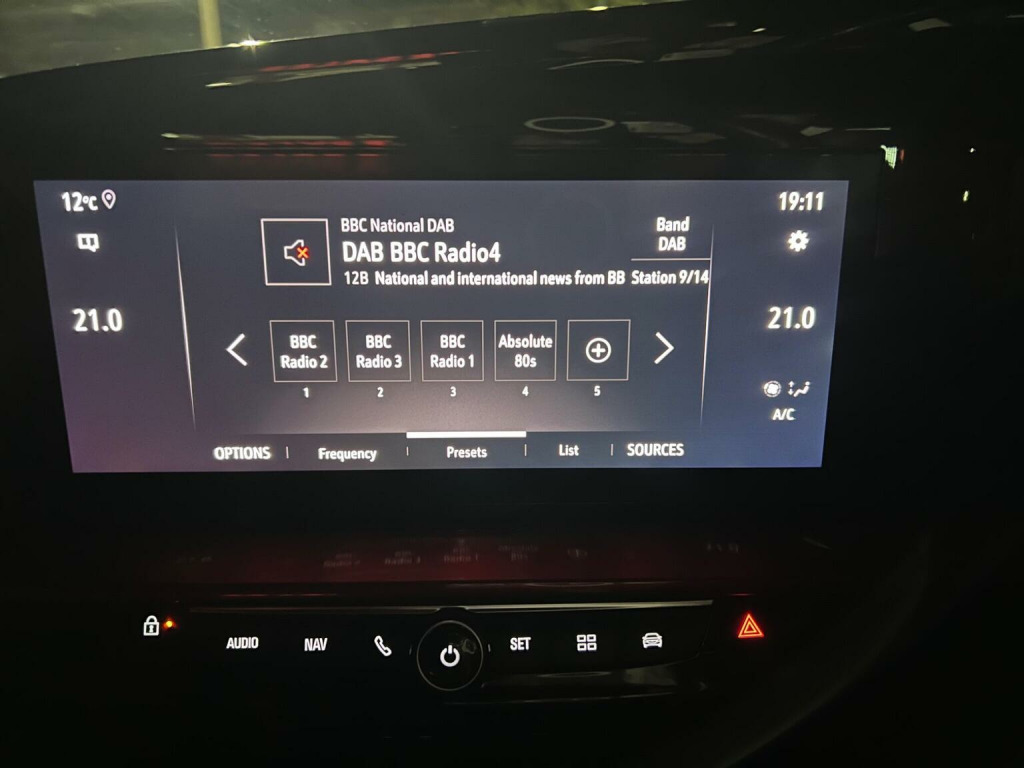 12°C
19:11
BBC National DAB
DAB BBC Radio4
12B National and international news from BB
Band
DAB
Station 9/14
21.0
21.0
BBC
Radio 2
BBC
Radio 3
BBC
Radio 1
Absolute
80s
1
2
3
4
5
A/C
OPTIONS
Frequency
Presets
List
SOURCES
AUDIO
NAV
SET